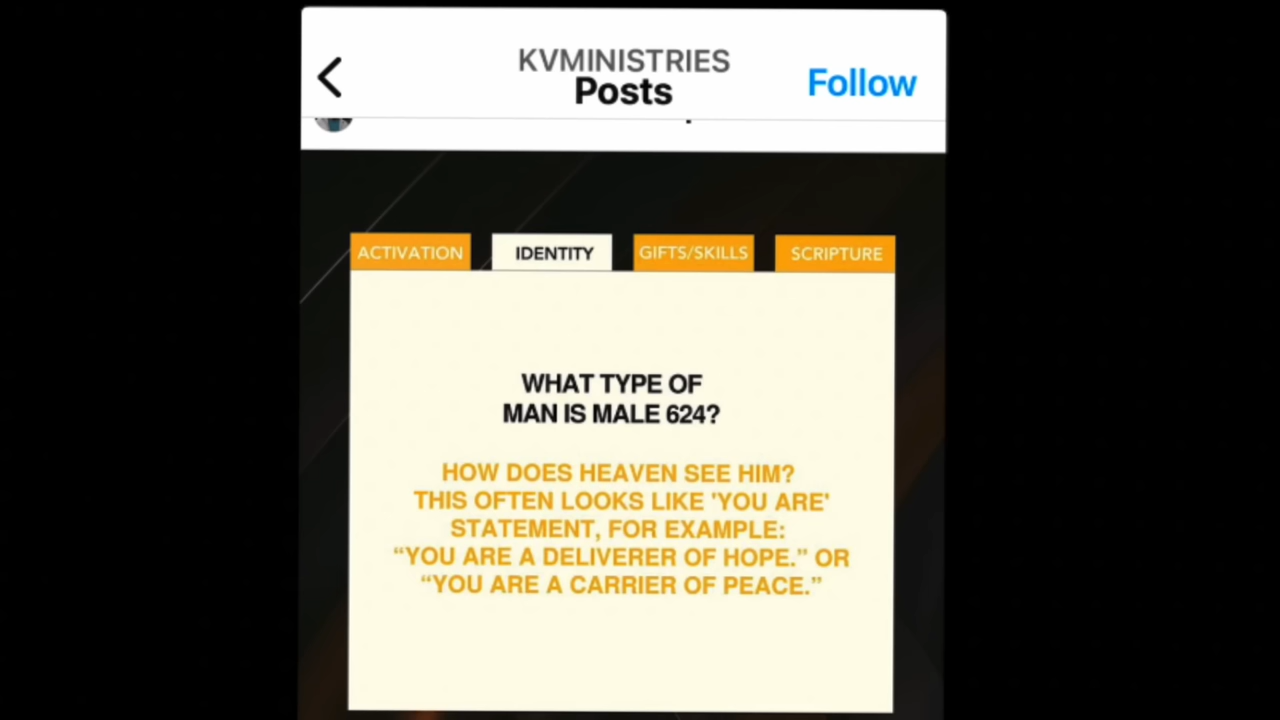 KVMINISTRIES
Posts
Follow
ACTIVATION
IDENTITY
GIFTS/SKILLS
SCRIPTURE
WHAT TYPE OF
MAN IS MALE 624?
HOW DOES HEAVEN SEE HIM?
THIS OFTEN LOOKS LIKE 'YOU ARE'
STATEMENT, FOR EXAMPLE:
“YOU ARE A DELIVERER OF HOPE.” OR
“YOU ARE A CARRIER OF PEACE.”